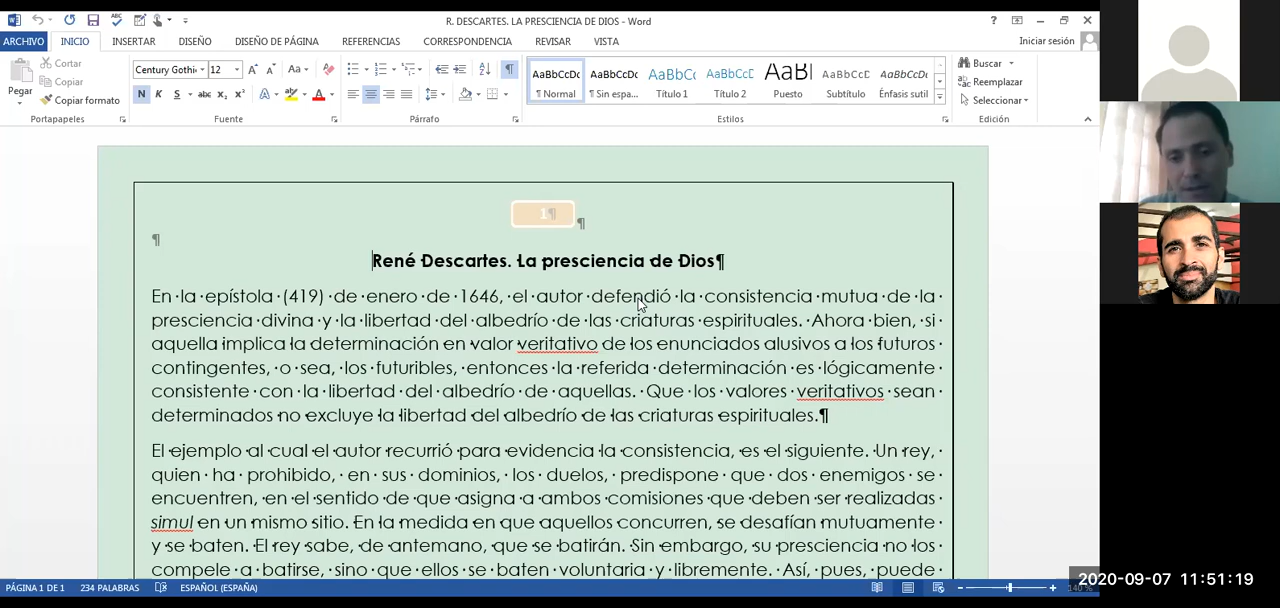 R. DESCARTES. LA PRESCIENCIA DE DIOS - Word
ARCHIVO INICIO INSERTAR DISEÑO DISEÑO DE PÁGINA REFERENCIAS CORRESPONDENCIA REVISAR VISTA Iniciar sesión
Pegar
Cortar
Copiar
Copiar formato
Portapapeles
Century Gothi 12
N K S abc x₂ x²
Fuente
Párrafo
AaBbCcDc AaBbCcDc AaBbC AaBbCc AaBl AaBbCcD AaBbCcDc
¶ Normal ¶ Sin espa... Título 1 Título 2 Puesto Subtítulo Énfasis sutil
Estilos
Buscar
Reemplazar
Seleccionar
Edición
1¶ ¶
¶
René Descartes. La presciencia de Dios¶
En la epístola (419) de enero de 1646, el autor defendió la consistencia mutua de la
presciencia divina y la libertad del albedrío de las criaturas espirituales. Ahora bien, si
aquella implica la determinación en valor veritativo de los enunciados alusivos a los futuros
contingentes, o sea, los futuribles, entonces la referida determinación es lógicamente
consistente con la libertad del albedrío de aquellas. Que los valores veritativos sean
determinados no excluye la libertad del albedrío de las criaturas espirituales.¶
El ejemplo al cual el autor recurrió para evidencia la consistencia, es el siguiente. Un rey,
quien ha prohibido, en sus dominios, los duelos, predispone que dos enemigos se
encuentren, en el sentido de que asigna a ambos comisiones que deben ser realizadas
simul en un mismo sitio. En la medida en que aquellos concurren, se desafían mutuamente
y se baten. El rey sabe, de antemano, que se batirán. Sin embargo, su presciencia no los
compele a batirse, sino que ellos se baten voluntaria y libremente. Así, pues, puede
PÁGINA 1 DE 1 234 PALABRAS ESPAÑOL (ESPAÑA) 140 %
2020-09-07 11:51:19